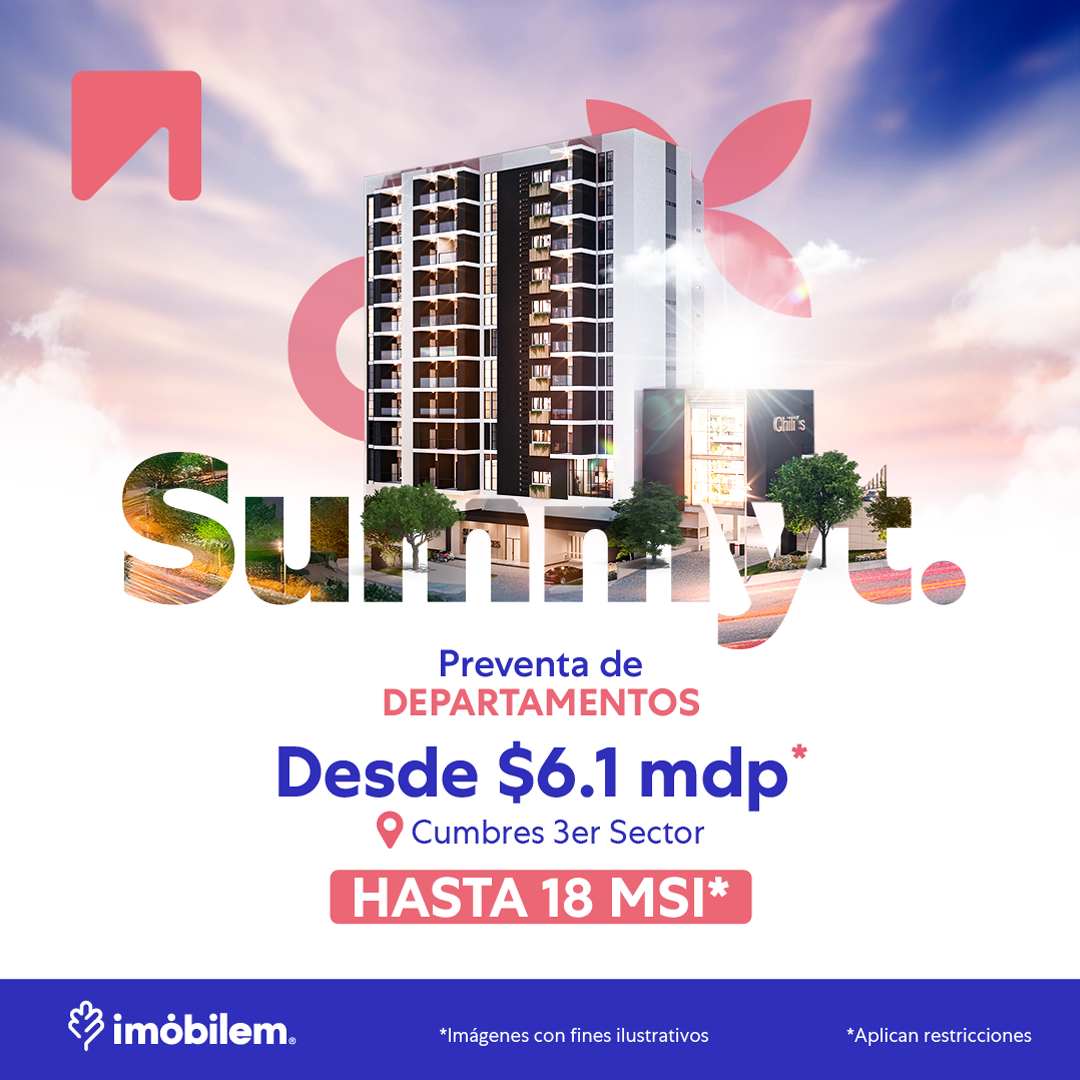 Chili's
Summyt.
Preventa de
DEPARTAMENTOS
Desde $6.1 mdp*
Cumbres 3er Sector
HASTA 18 MSI*
imóbilem®
*Imágenes con fines ilustrativos
*Aplican restricciones